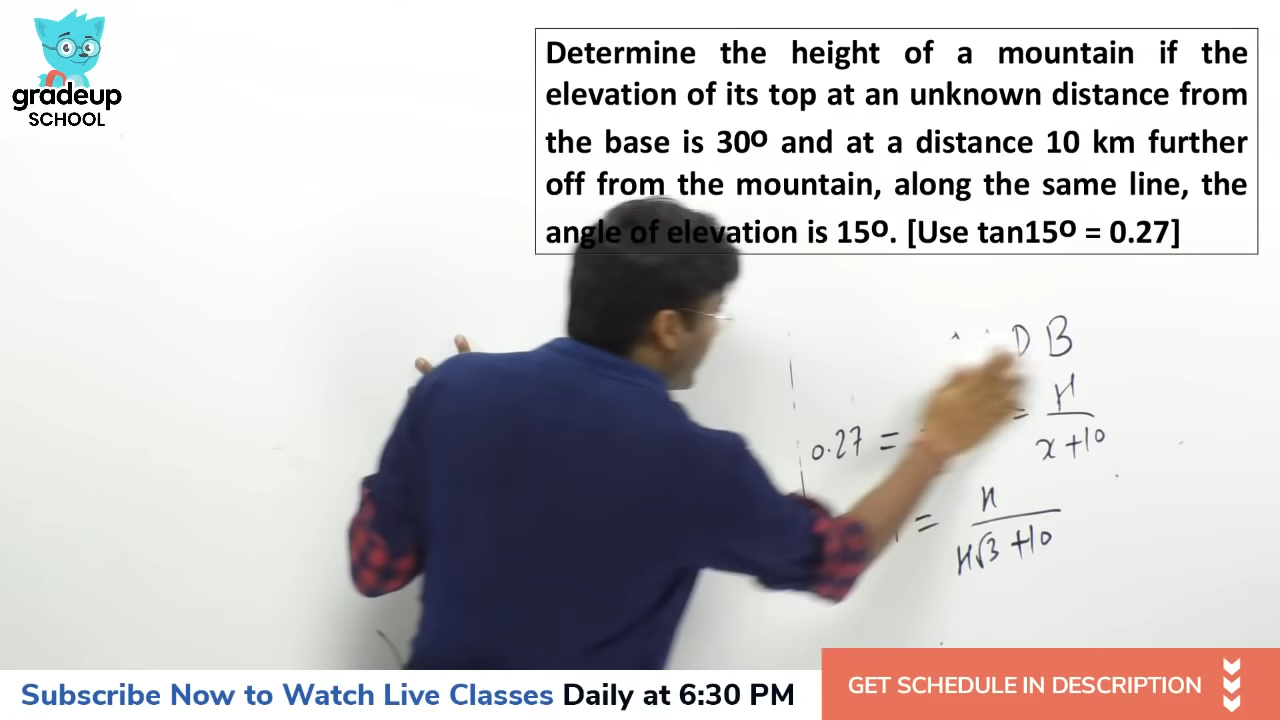 gradeup
SCHOOL
Determine the height of a mountain if the
elevation of its top at an unknown distance from
the base is 30º and at a distance 10 km further
off from the mountain, along the same line, the
angle of elevation is 15º. [Use tan15º = 0.27]
D B
0.27 = = H / x + 10
= H / H√3 + 10
Subscribe Now to Watch Live Classes Daily at 6:30 PM
GET SCHEDULE IN DESCRIPTION